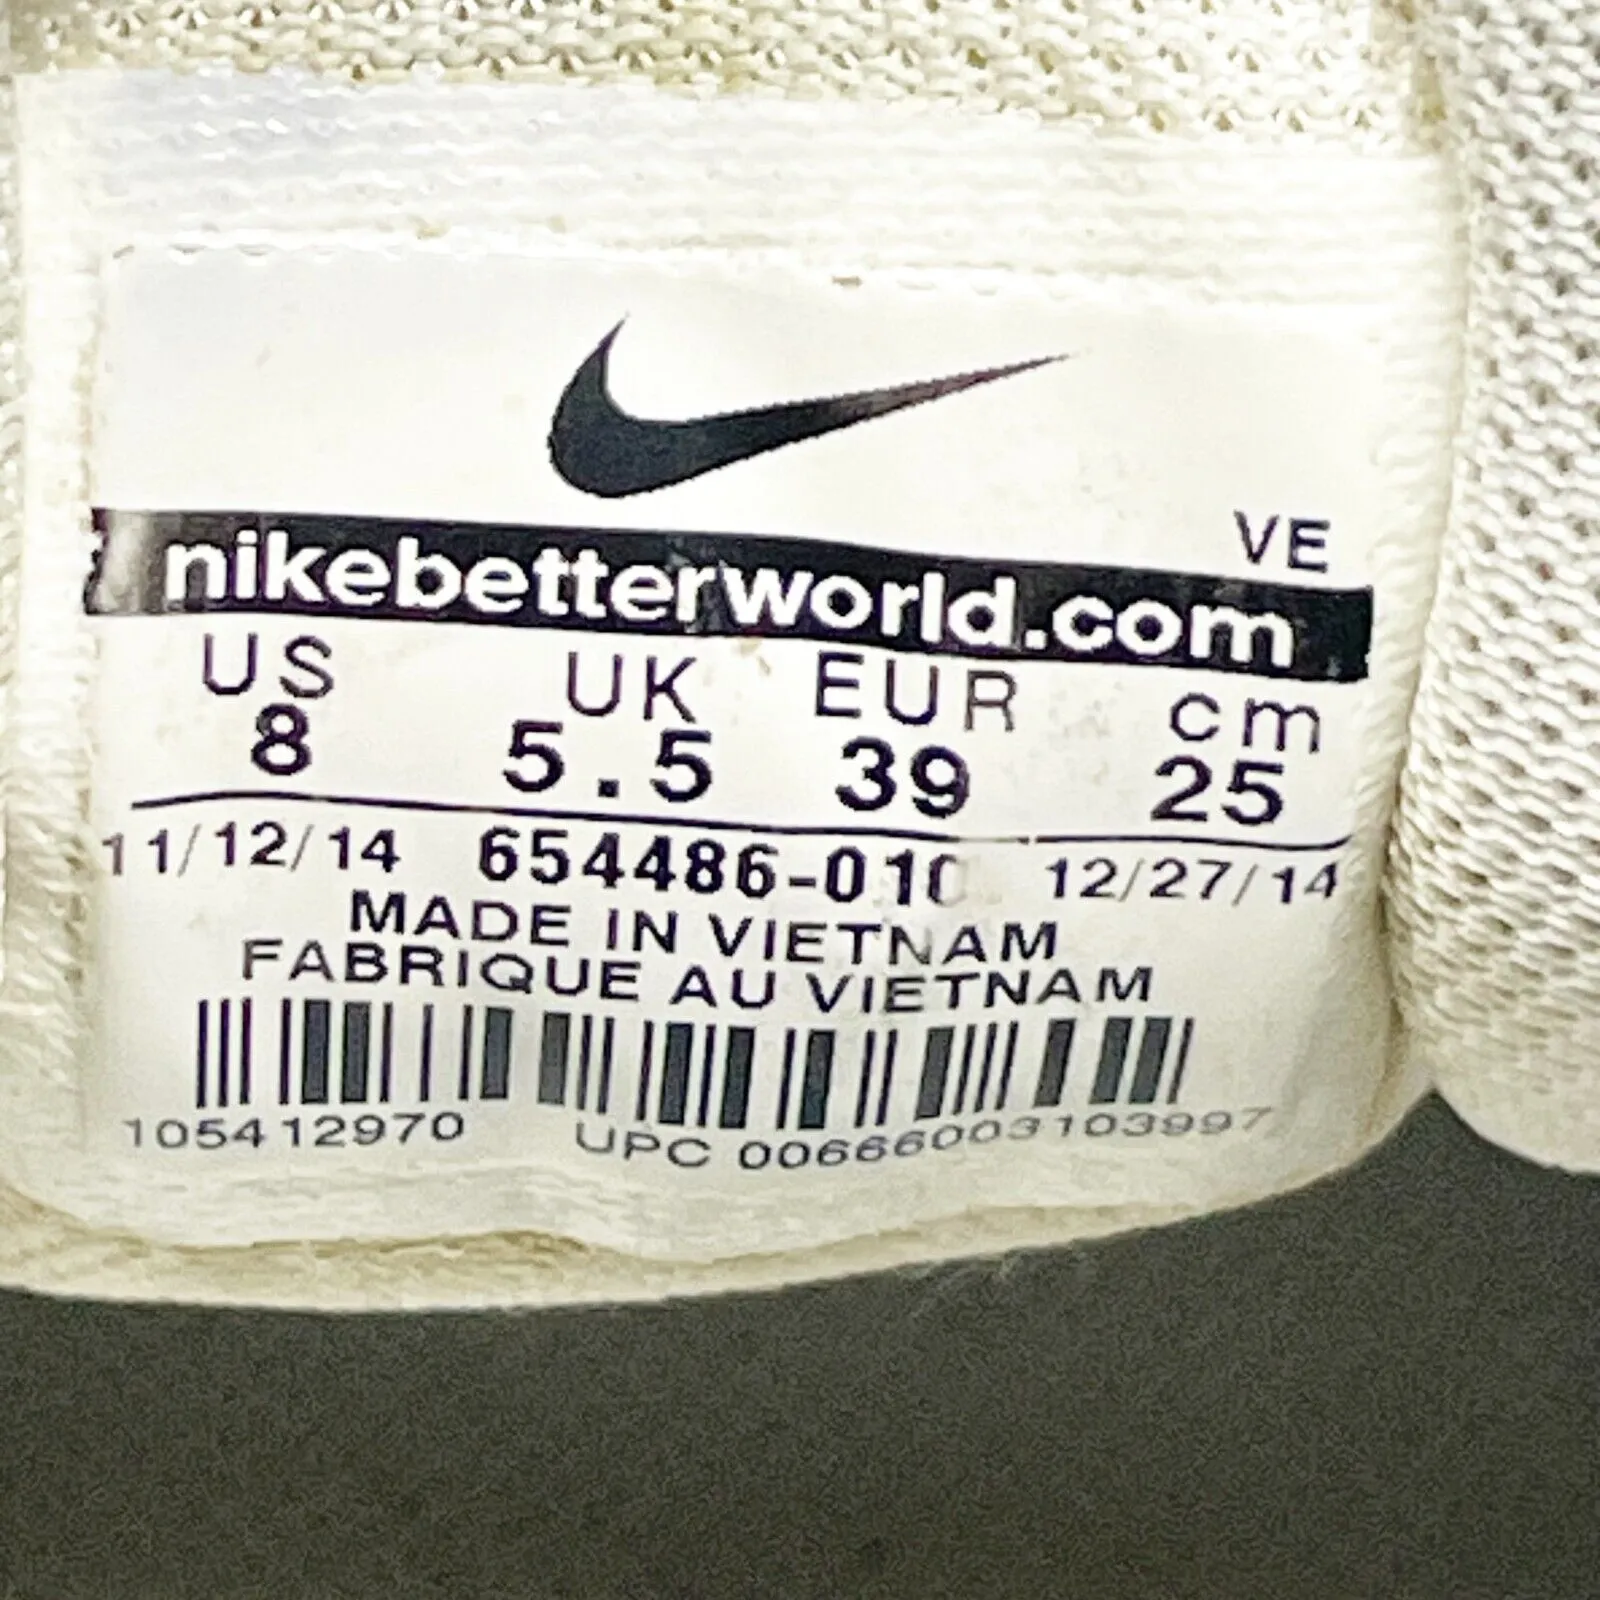 VE
nikebetterworld.com
US UK EUR cm
8 5.5 39 25
11/12/14 654486-010 12/27/14
MADE IN VIETNAM
FABRIQUE AU VIETNAM
105412970 UPC 00666003103997